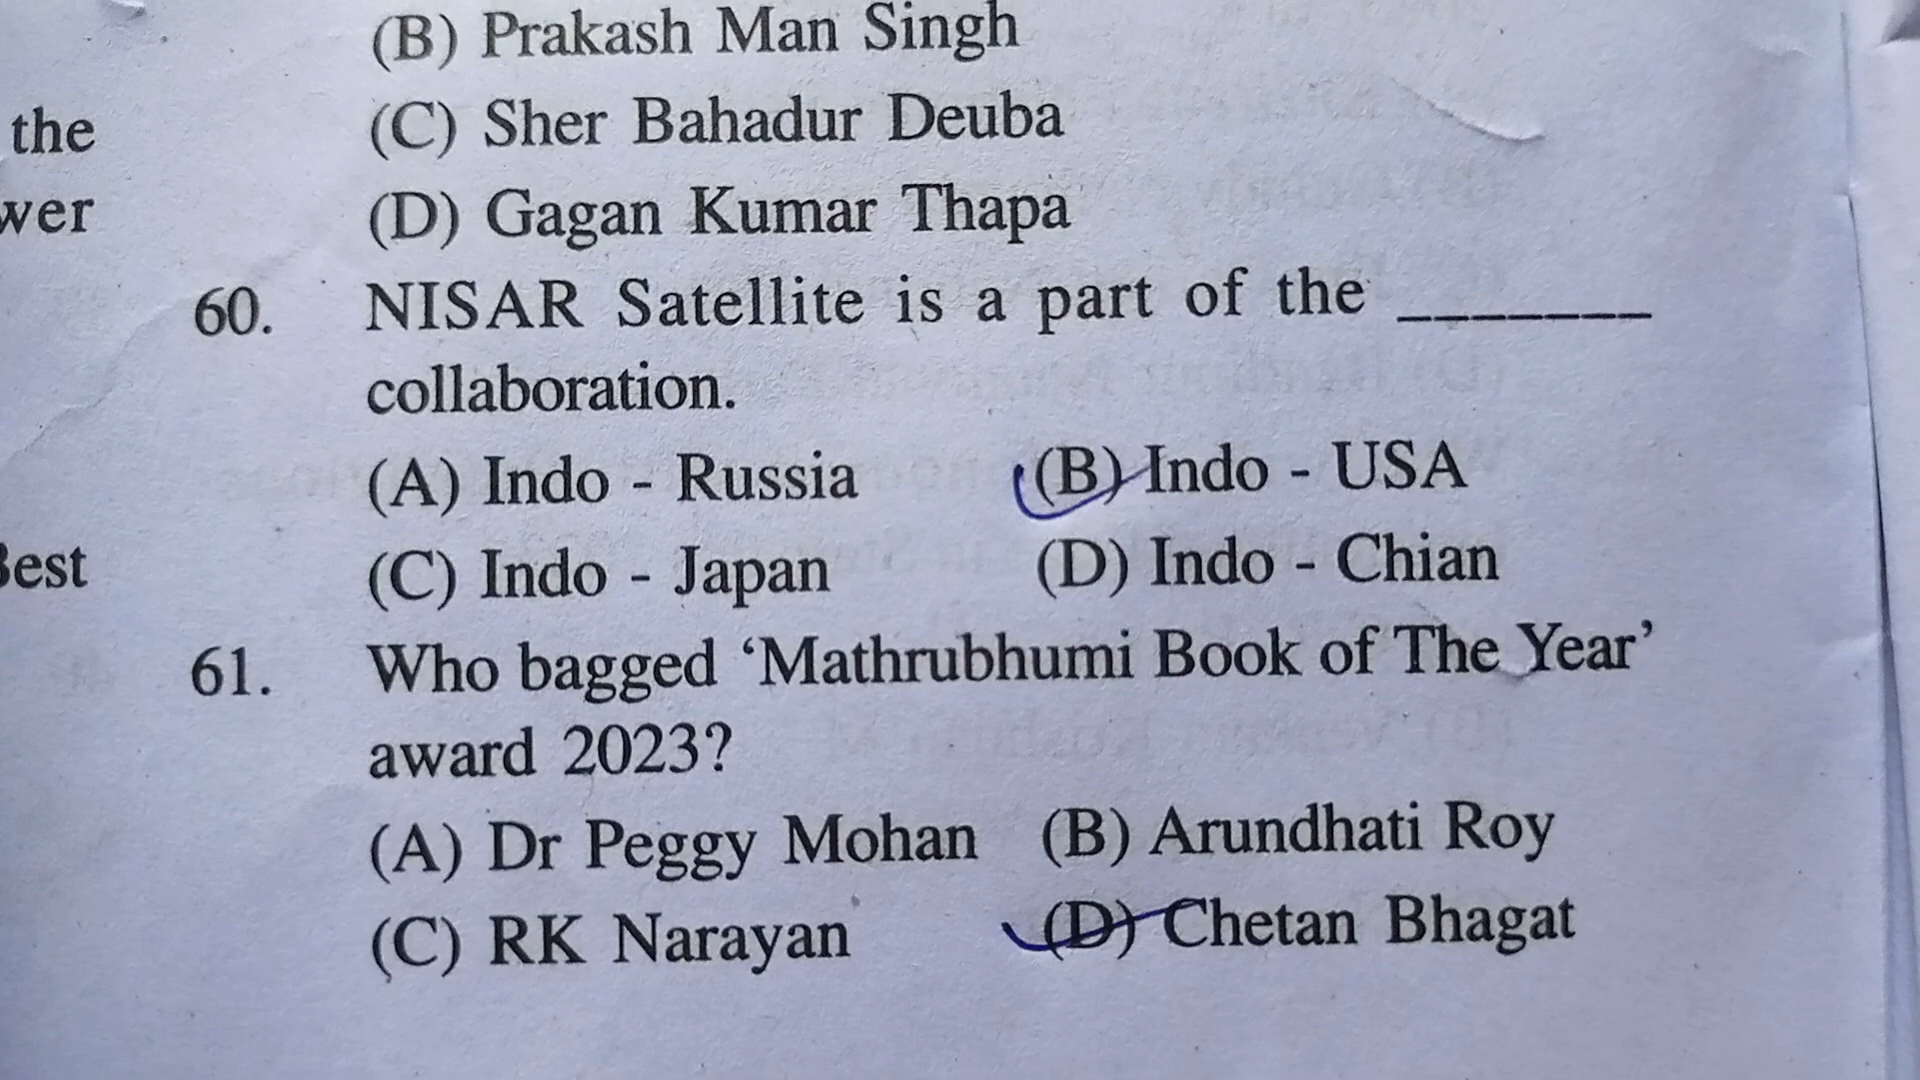 (B) Prakash Man Singh
the
(C) Sher Bahadur Deuba
wer
(D) Gagan Kumar Thapa
60. NISAR Satellite is a part of the _______
collaboration.
(A) Indo - Russia (B) Indo - USA
Best
(C) Indo - Japan (D) Indo - Chian
61. Who bagged ‘Mathrubhumi Book of The Year’
award 2023?
(A) Dr Peggy Mohan (B) Arundhati Roy
(C) RK Narayan (D) Chetan Bhagat